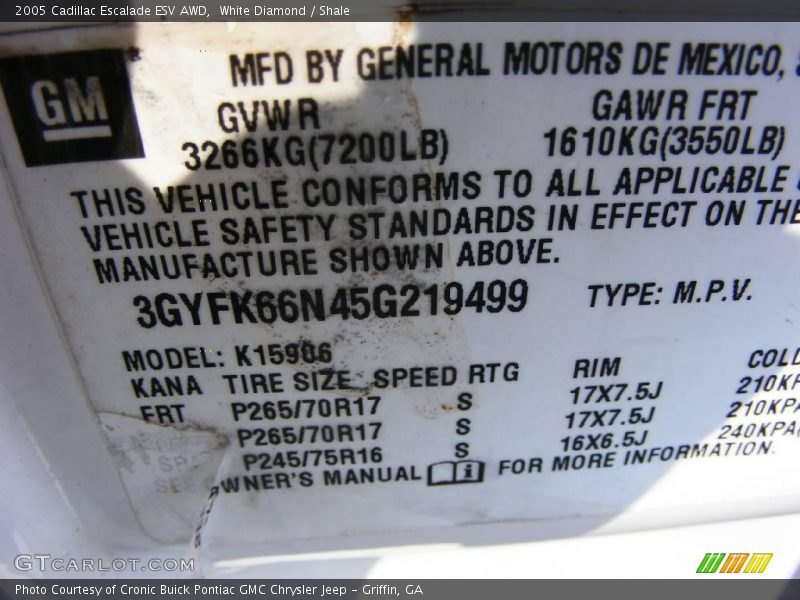 2005 Cadillac Escalade ESV AWD, White Diamond / Shale
GM
MFD BY GENERAL MOTORS DE MEXICO,
GVWR GAWR FRT
3266KG(7200LB) 1610KG(3550LB)
THIS VEHICLE CONFORMS TO ALL APPLICABLE
VEHICLE SAFETY STANDARDS IN EFFECT ON THE
MANUFACTURE SHOWN ABOVE.
3GYFK66N45G219499 TYPE: M.P.V.
MODEL: K15906
KANA TIRE SIZE SPEED RTG RIM COLD
FRT P265/70R17 S 17X7.5J 210KPA
P265/70R17 S 17X7.5J 210KPA
SPA P245/75R16 S 16X6.5J 240KPA(
SEE OWNER'S MANUAL FOR MORE INFORMATION.
GTCARLOT.COM
Photo Courtesy of Cronic Buick Pontiac GMC Chrysler Jeep - Griffin, GA